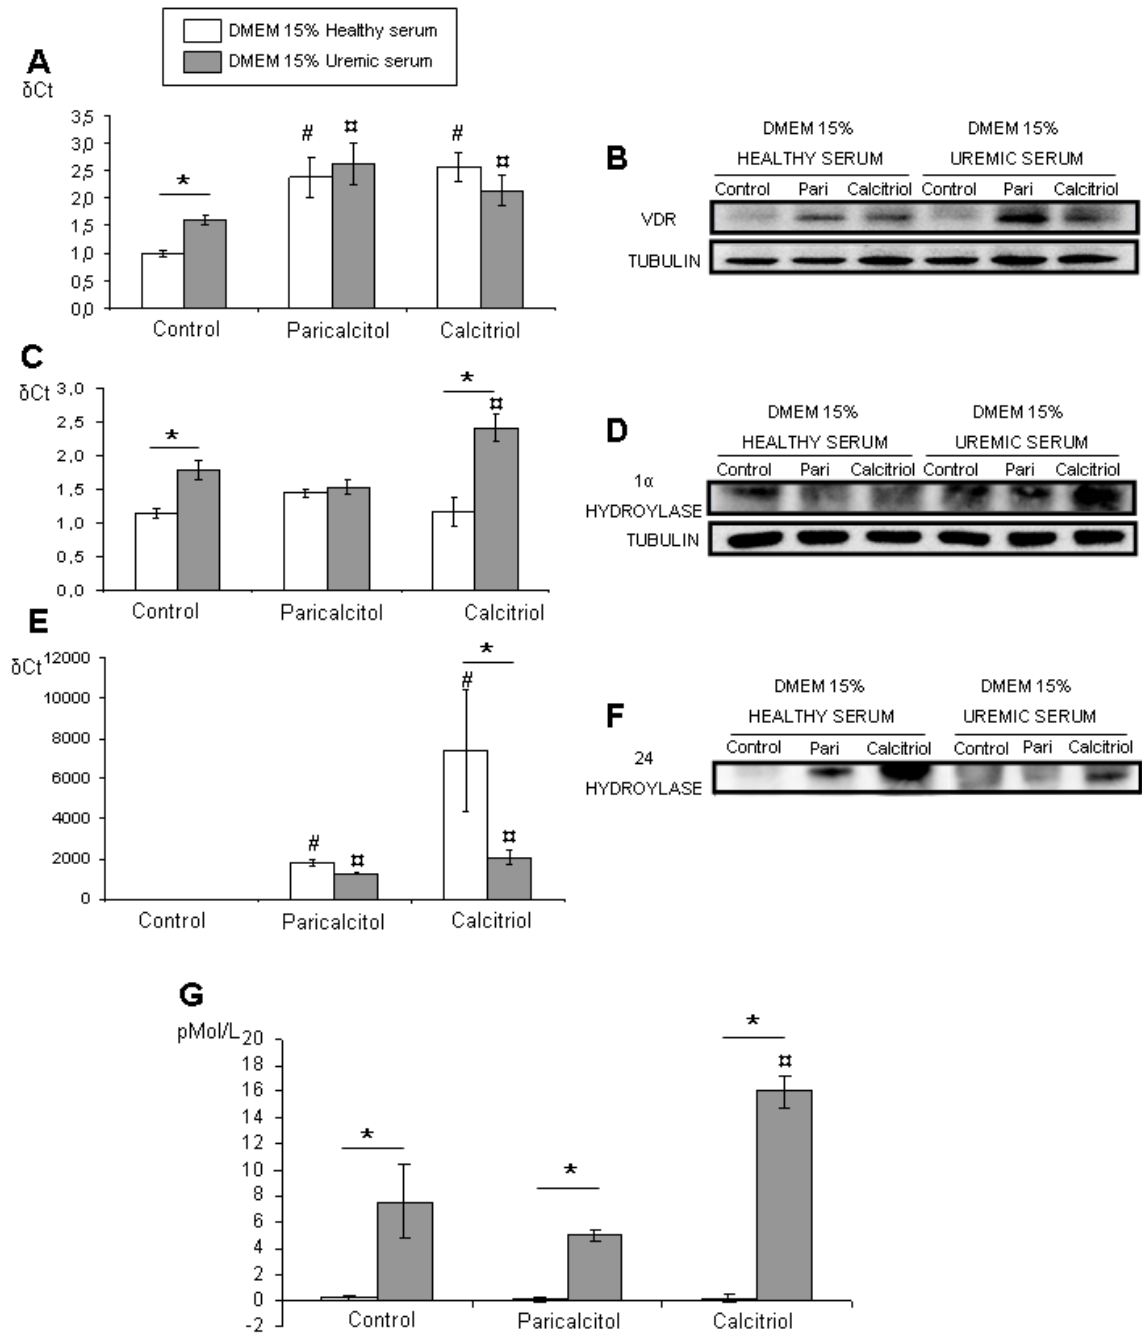 DMEM 15% Healthy serum
DMEM 15% Uremic serum
A
δCt
3,5
3,0
2,5
2,0
1,5
1,0
0,5
0,0
*
#
¤
#
¤
Control
Paricalcitol
Calcitriol
B
DMEM 15%
DMEM 15%
HEALTHY SERUM
UREMIC SERUM
Control
Pari
Calcitriol
Control
Pari
Calcitriol
VDR
TUBULIN
C
δCt
3,0
2,5
2,0
1,5
1,0
0,5
0,0
*
*
¤
Control
Paricalcitol
Calcitriol
D
DMEM 15%
DMEM 15%
HEALTHY SERUM
UREMIC SERUM
Control
Pari
Calcitriol
Control
Pari
Calcitriol
1α
HYDROYLASE
TUBULIN
E
δCt
12000
10000
8000
6000
4000
2000
0
#
¤
*
#
¤
Control
Paricalcitol
Calcitriol
F
DMEM 15%
DMEM 15%
HEALTHY SERUM
UREMIC SERUM
Control
Pari
Calcitriol
Control
Pari
Calcitriol
24
HYDROYLASE
G
pMol/L
20
18
16
14
12
10
8
6
4
2
0
-2
*
*
*
¤
Control
Paricalcitol
Calcitriol